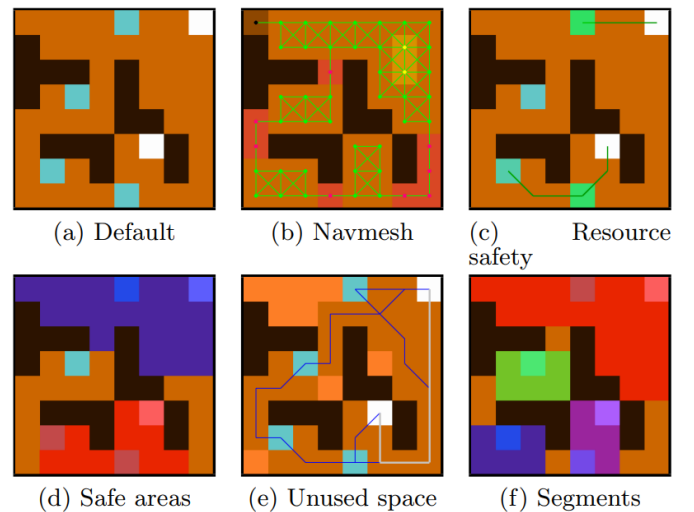 (a) Default
(b) Navmesh
(c) Resource
safety
(d) Safe areas
(e) Unused space
(f) Segments